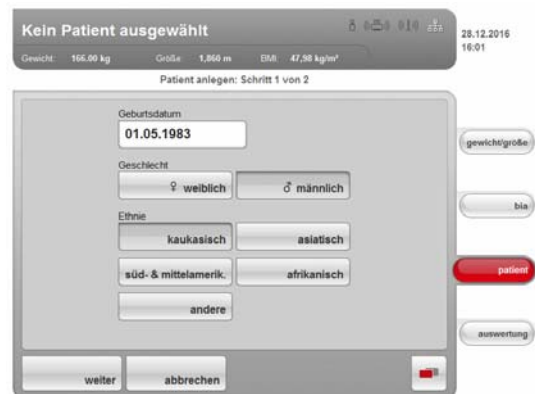 Kein Patient ausgewählt
28.12.2016
16:01
Gewicht: 166.00 kg Größe: 1,860 m BMI: 47,98 kg/m²
Patient anlegen: Schritt 1 von 2
Geburtsdatum
01.05.1983
Geschlecht
♀ weiblich ♂ männlich
Ethnie
kaukasisch asiatisch
süd- & mittelamerik. afrikanisch
andere
weiter abbrechen
gewicht/größe
bia
patient
auswertung